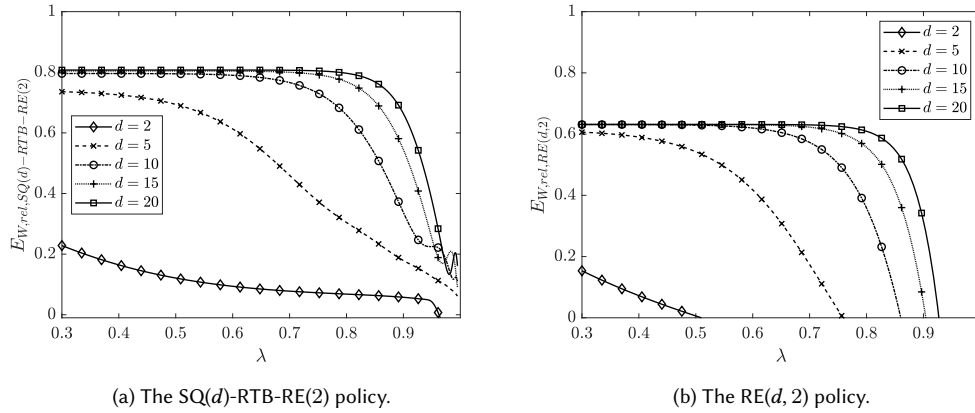 1
0.8
0.6
0.4
0.2
0
0.3 0.4 0.5 0.6 0.7 0.8 0.9
λ
E_{W,rel,SQ(d)-RTB-RE(2)}
d = 2
d = 5
d = 10
d = 15
d = 20
(a) The SQ(d)-RTB-RE(2) policy.
1
0.8
0.6
0.4
0.2
0
0.3 0.4 0.5 0.6 0.7 0.8 0.9 1
λ
E_{W,rel,RE(d,2)}
d = 2
d = 5
d = 10
d = 15
d = 20
(b) The RE(d, 2) policy.